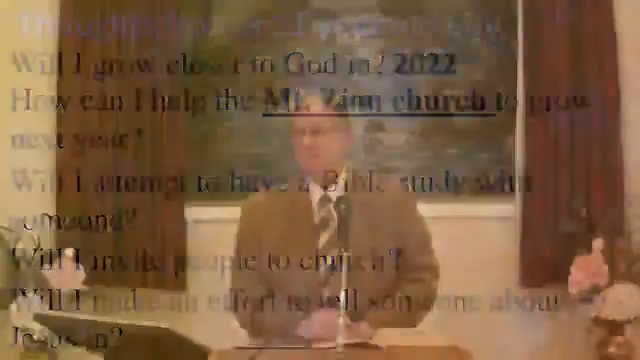 Will I grow closer to God in? 2022
How can I help the Mt. Zion church to grow
next year?
Will I attempt to have a Bible study with
someone?
Will I invite people to church?
Will I make an effort to tell someone about
Jesus in?